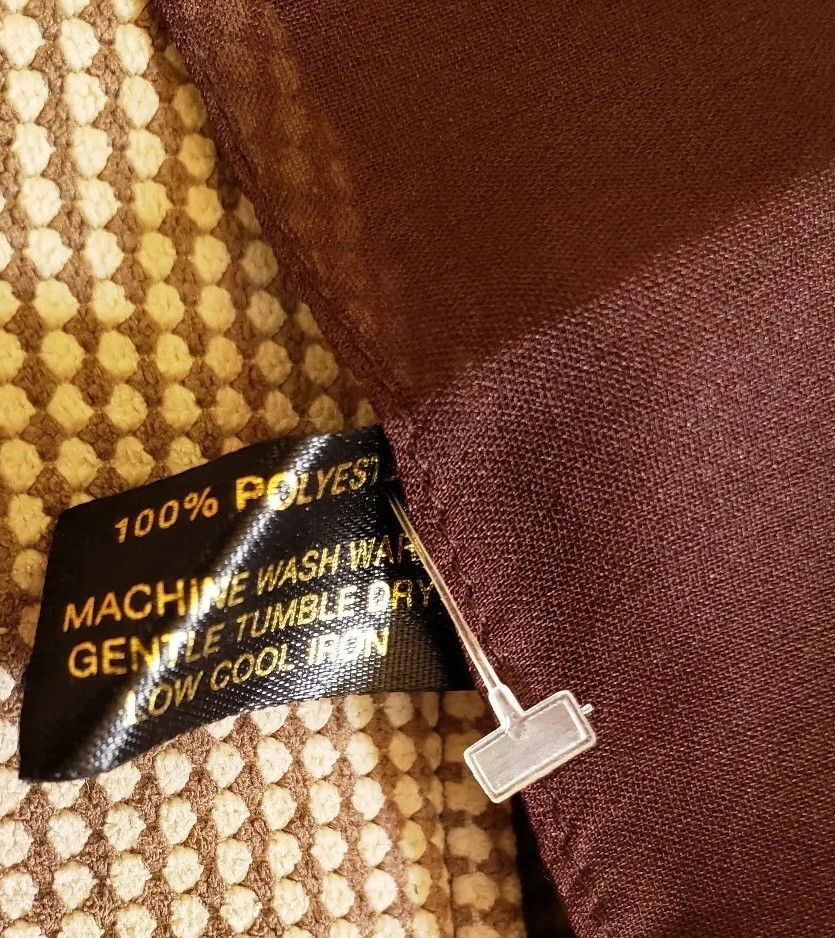 100% POLYEST
MACHINE WASH WAR
GENTLE TUMBLE DRY
LOW COOL IRON